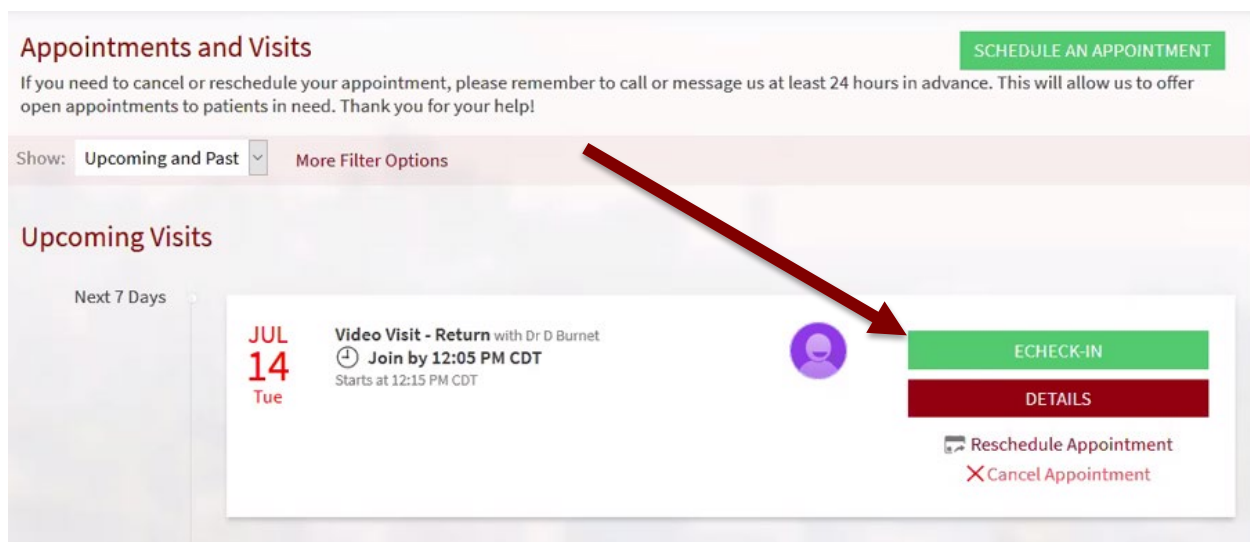 Appointments and Visits
SCHEDULE AN APPOINTMENT
If you need to cancel or reschedule your appointment, please remember to call or message us at least 24 hours in advance. This will allow us to offer
open appointments to patients in need. Thank you for your help!
Show: Upcoming and Past More Filter Options
Upcoming Visits
Next 7 Days
JUL
14
Tue
Video Visit - Return with Dr D Burnet
Join by 12:05 PM CDT
Starts at 12:15 PM CDT
ECHECK-IN
DETAILS
Reschedule Appointment
Cancel Appointment